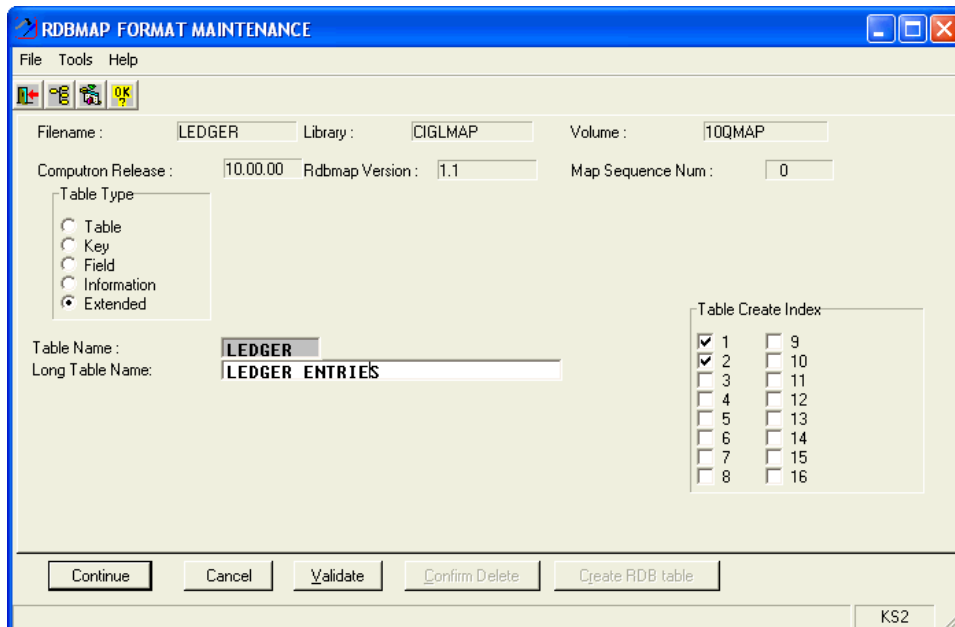 RDBMAP FORMAT MAINTENANCE
File Tools Help
OK ?
Filename : LEDGER Library : CIGLMAP Volume : 10QMAP
Computron Release : 10.00.00 Rdbmap Version : 1.1 Map Sequence Num : 0
Table Type
Table
Key
Field
Information
Extended
Table Create Index
1 9
2 10
3 11
4 12
5 13
6 14
7 15
8 16
Table Name : LEDGER
Long Table Name: LEDGER ENTRIES
Continue Cancel Validate Confirm Delete Create RDB table
KS2